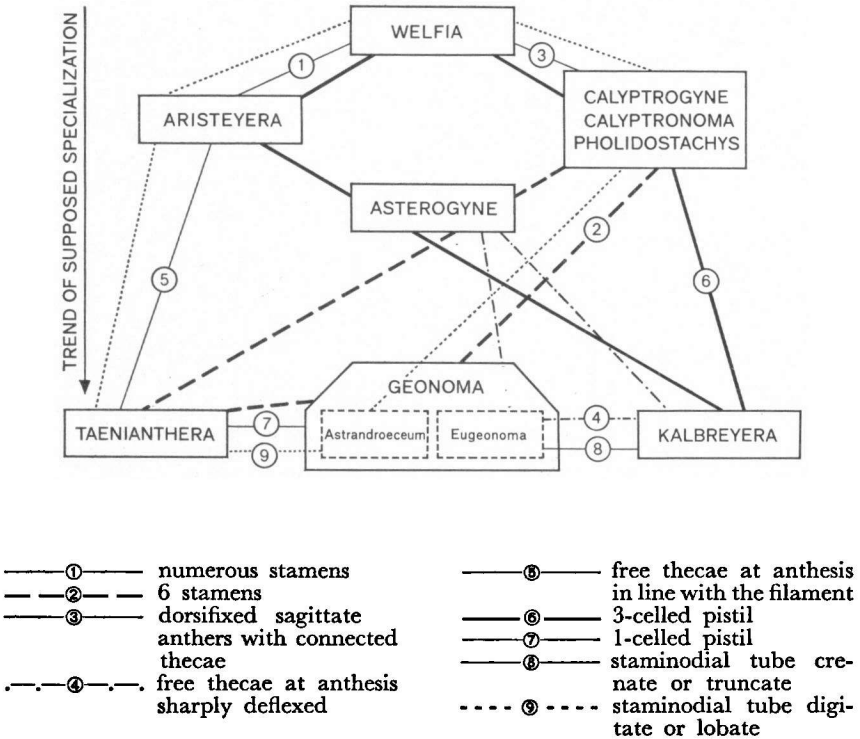 WELFIA
①
③
ARISTEYERA
CALYPTROGYNE
CALYPTRONOMA
PHOLIDOSTACHYS
ASTEROGYNE
②
⑤
⑥
TREND OF SUPPOSED SPECIALIZATION
GEONOMA
TAENIANTHERA
⑦
Astrandroeceum
Eugeonoma
④
KALBREYERA
⑨
⑧
① numerous stamens
② 6 stamens
③ dorsifixed sagittate
anthers with connected
thecae
④ free thecae at anthesis
sharply deflexed
⑤ free thecae at anthesis
in line with the filament
⑥ 3-celled pistil
⑦ 1-celled pistil
⑧ staminodial tube cre-
nate or truncate
⑨ staminodial tube digi-
tate or lobate